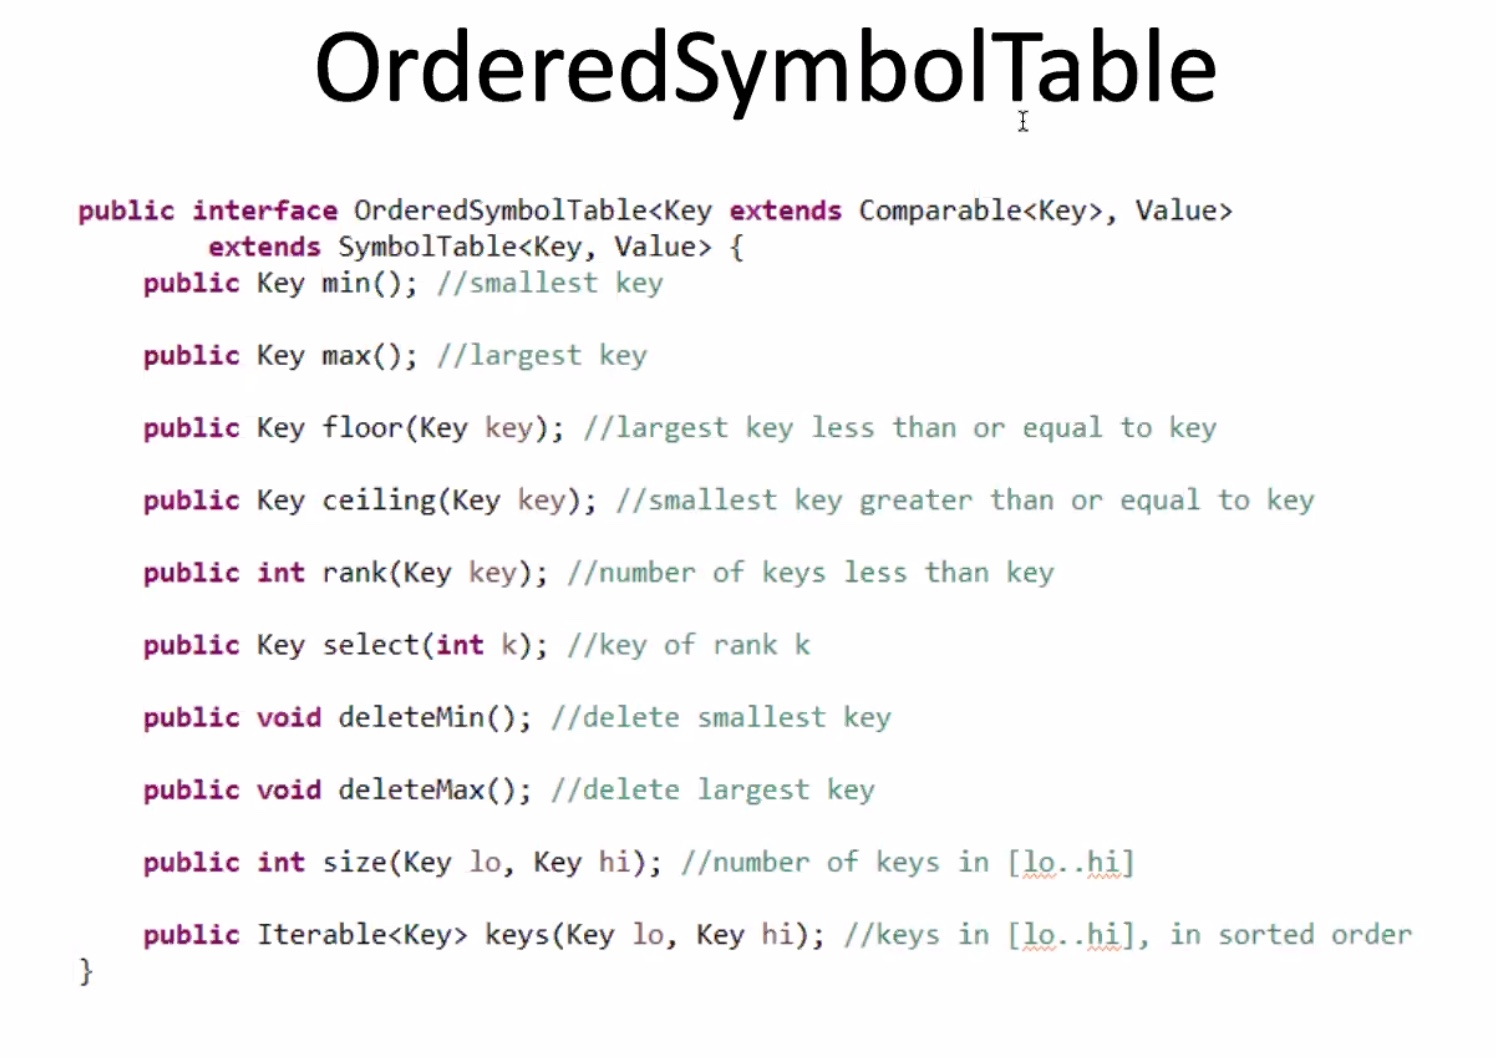 OrderedSymbolTable
public interface OrderedSymbolTable<Key extends Comparable<Key>, Value>
extends SymbolTable<Key, Value> {
public Key min(); //smallest key
public Key max(); //largest key
public Key floor(Key key); //largest key less than or equal to key
public Key ceiling(Key key); //smallest key greater than or equal to key
public int rank(Key key); //number of keys less than key
public Key select(int k); //key of rank k
public void deleteMin(); //delete smallest key
public void deleteMax(); //delete largest key
public int size(Key lo, Key hi); //number of keys in [lo..hi]
public Iterable<Key> keys(Key lo, Key hi); //keys in [lo..hi], in sorted order
}